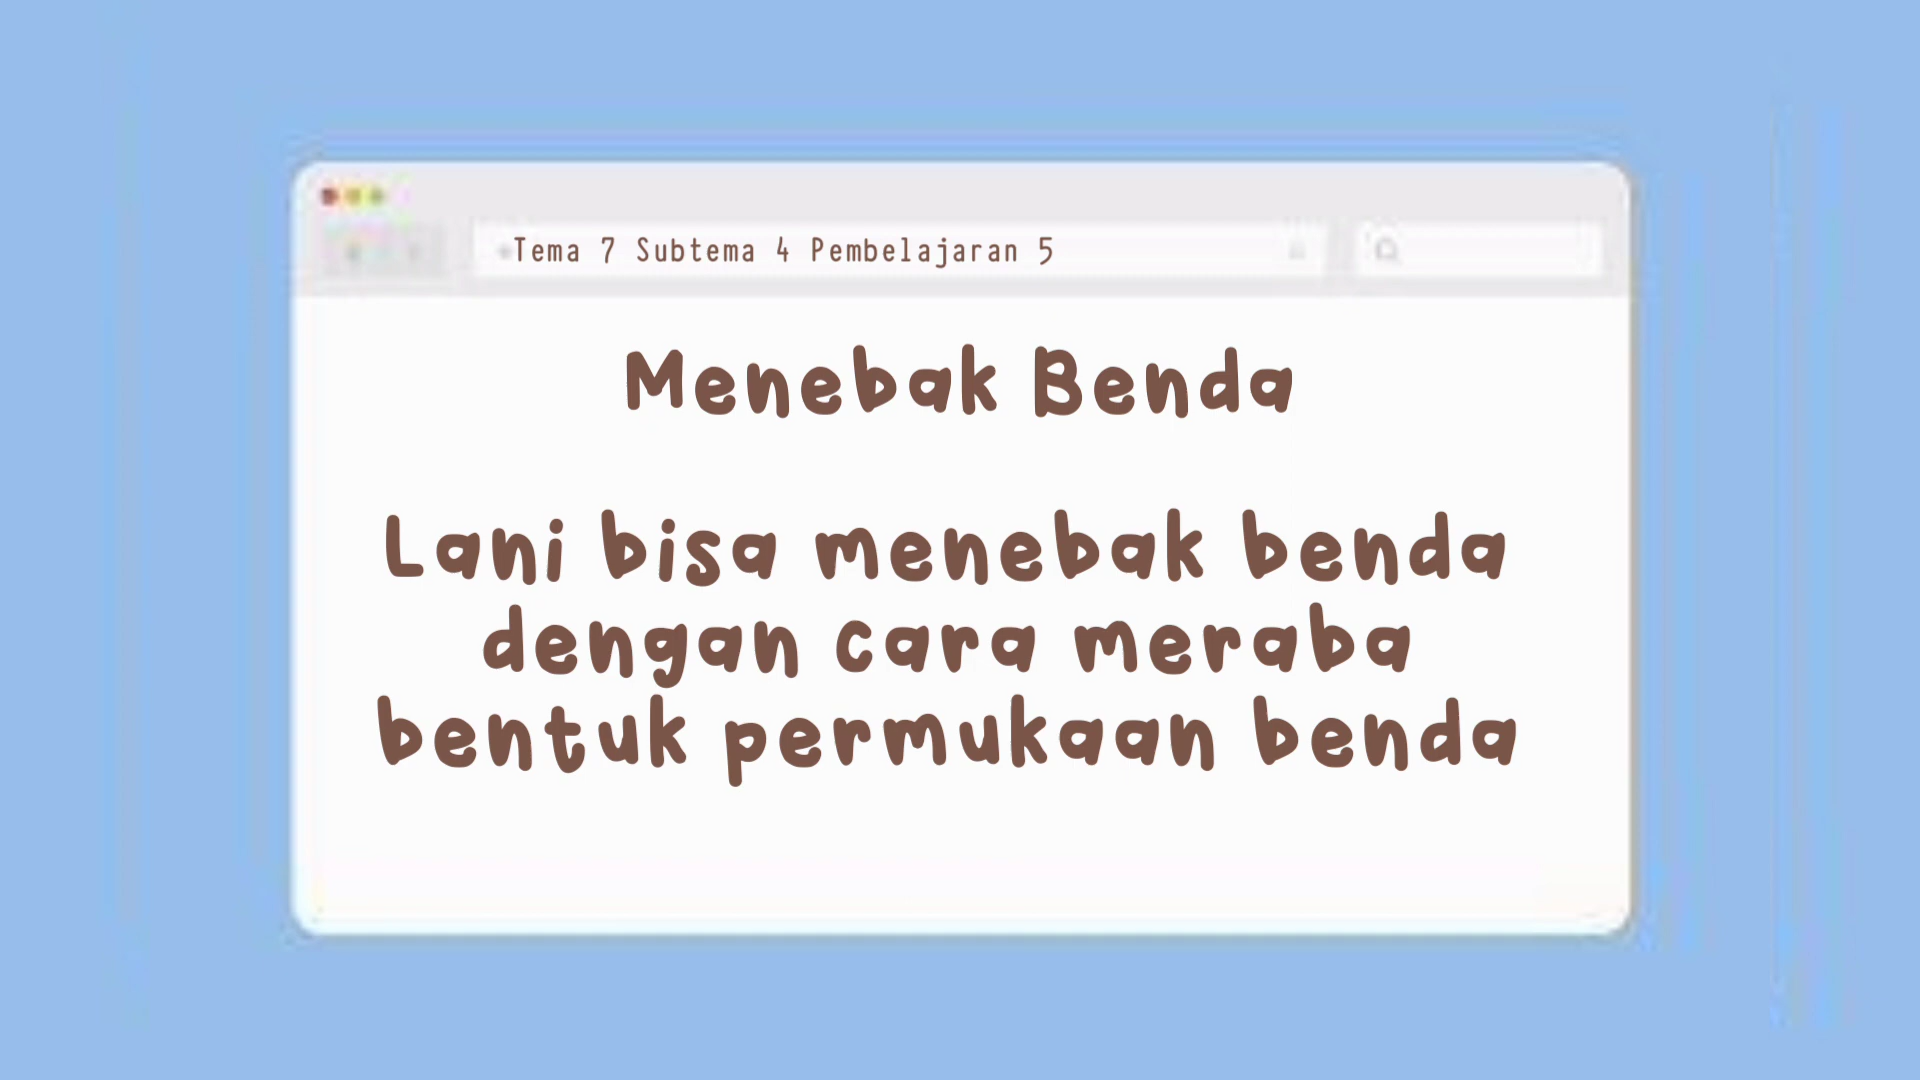 Tema 7 Subtema 4 Pembelajaran 5
Menebak Benda
Lani bisa menebak benda
dengan cara meraba
bentuk permukaan benda